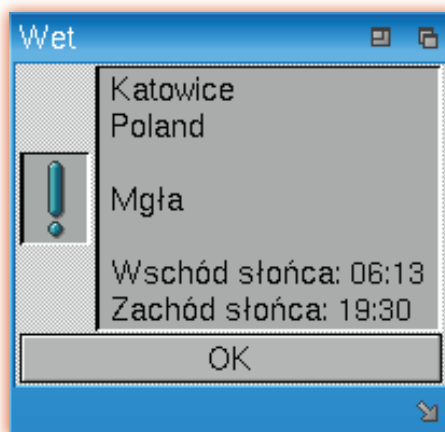 Wet
Katowice
Poland
Mgła
Wschód słońca: 06:13
Zachód słońca: 19:30
OK